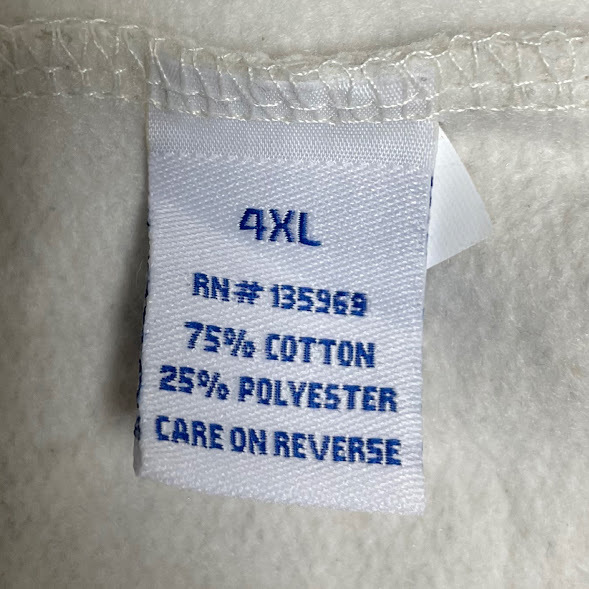 4XL
RN# 135969
75% COTTON
25% POLYESTER
CARE ON REVERSE